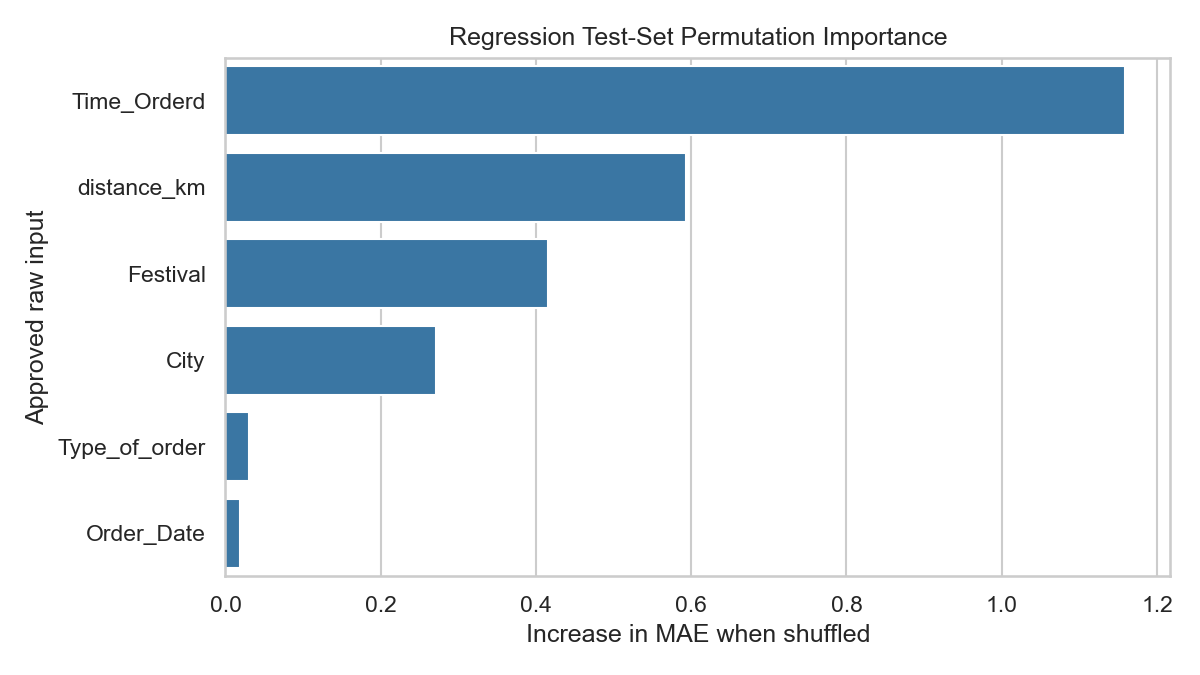 Regression Test-Set Permutation Importance
Approved raw input
Time_Orderd
distance_km
Festival
City
Type_of_order
Order_Date
0.0 0.2 0.4 0.6 0.8 1.0 1.2
Increase in MAE when shuffled